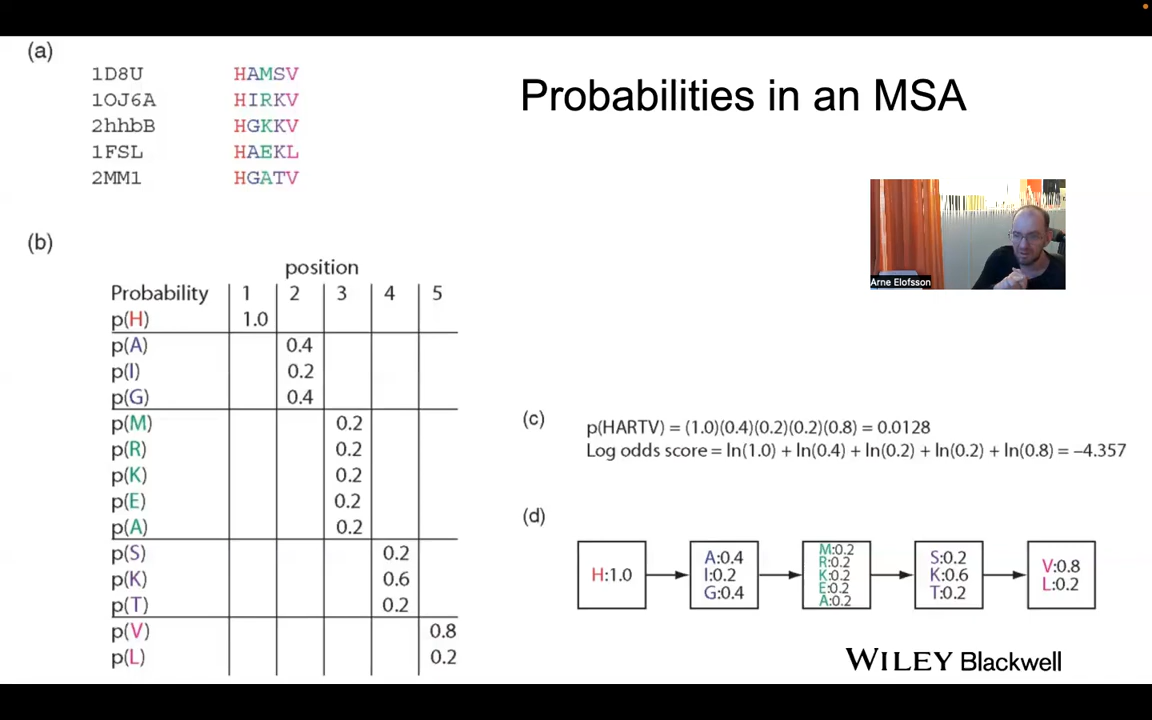 (a)
1D8U HAMSV
1OJ6A HIRKV
2hhbB HGKKV
1FSL HAEKL
2MM1 HGATV
Probabilities in an MSA
Arne Elofsson
(b)
position
Probability 1 2 3 4 5
p(H) 1.0
p(A) 0.4
p(I) 0.2
p(G) 0.4
p(M) 0.2
p(R) 0.2
p(K) 0.2
p(E) 0.2
p(A) 0.2
p(S) 0.2
p(K) 0.6
p(T) 0.2
p(V) 0.8
p(L) 0.2
(c)
p(HARTV) = (1.0)(0.4)(0.2)(0.2)(0.8) = 0.0128
Log odds score = ln(1.0) + ln(0.4) + ln(0.2) + ln(0.2) + ln(0.8) = –4.357
(d)
H:1.0
A:0.4
I:0.2
G:0.4
M:0.2
R:0.2
K:0.2
E:0.2
A:0.2
S:0.2
K:0.6
T:0.2
V:0.8
L:0.2
WILEY Blackwell